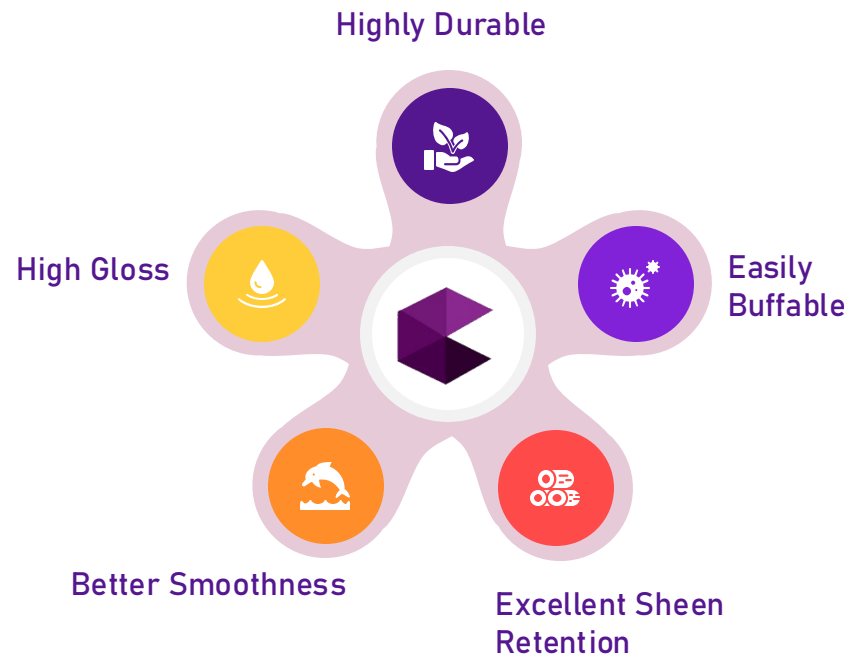 Highly Durable
High Gloss
Easily
Buffable
Better Smoothness
Excellent Sheen
Retention